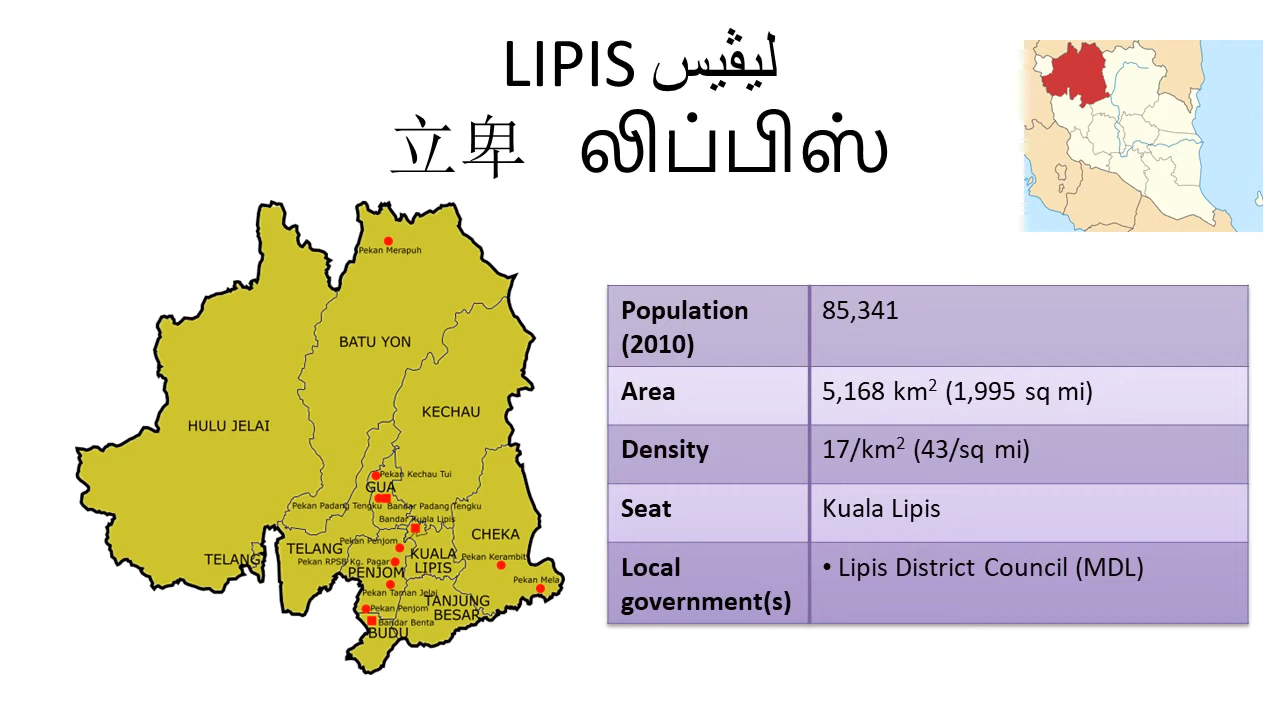 LIPIS ليڤيس
立卑 லிப்பிஸ்
Pekan Merapuh
BATU YON
KECHAU
HULU JELAI
Pekan Kechau Tui
GUA
Pekan Padang Tengku
Bandar Padang Tengku
Bandar Kuala Lipis
CHEKA
Pekan Penjom
TELANG
TELANG
KUALA
LIPIS
Pekan Kerambit
Pekan RPSB Kg. Pagar
PENJOM
Pekan Mela
Pekan Taman Jelai
TANJUNG
BESAR
Pekan Penjom
Bandar Benta
BUDU
Population
(2010)
85,341
Area
5,168 km² (1,995 sq mi)
Density
17/km² (43/sq mi)
Seat
Kuala Lipis
Local
government(s)
• Lipis District Council (MDL)